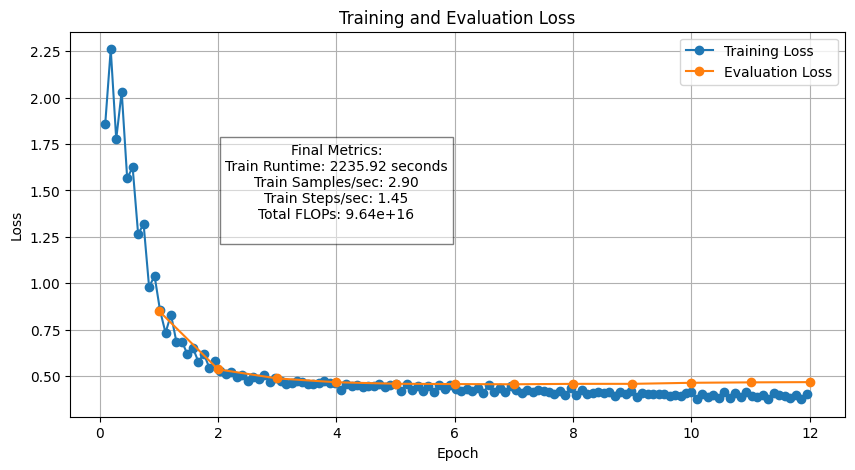 Training and Evaluation Loss
Training Loss
Evaluation Loss
Final Metrics:
Train Runtime: 2235.92 seconds
Train Samples/sec: 2.90
Train Steps/sec: 1.45
Total FLOPs: 9.64e+16
Loss
2.25
2.00
1.75
1.50
1.25
1.00
0.75
0.50
0
2
4
6
8
10
12
Epoch